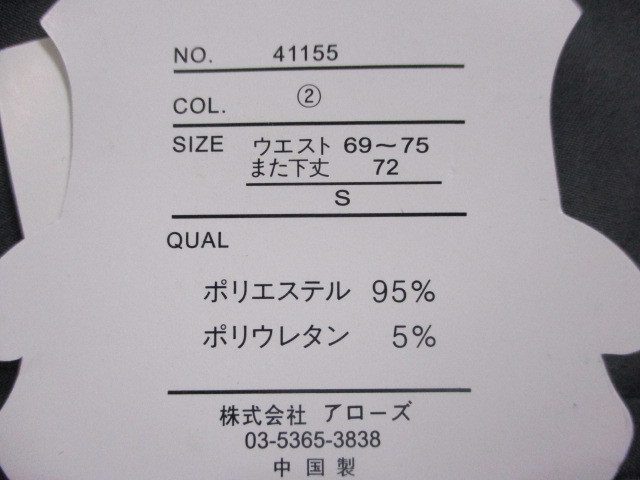 NO. 41155
COL. ②
SIZE ウエスト 69〜75
また下丈 72
S
QUAL
ポリエステル 95%
ポリウレタン 5%
株式会社 アローズ
03-5365-3838
中国製